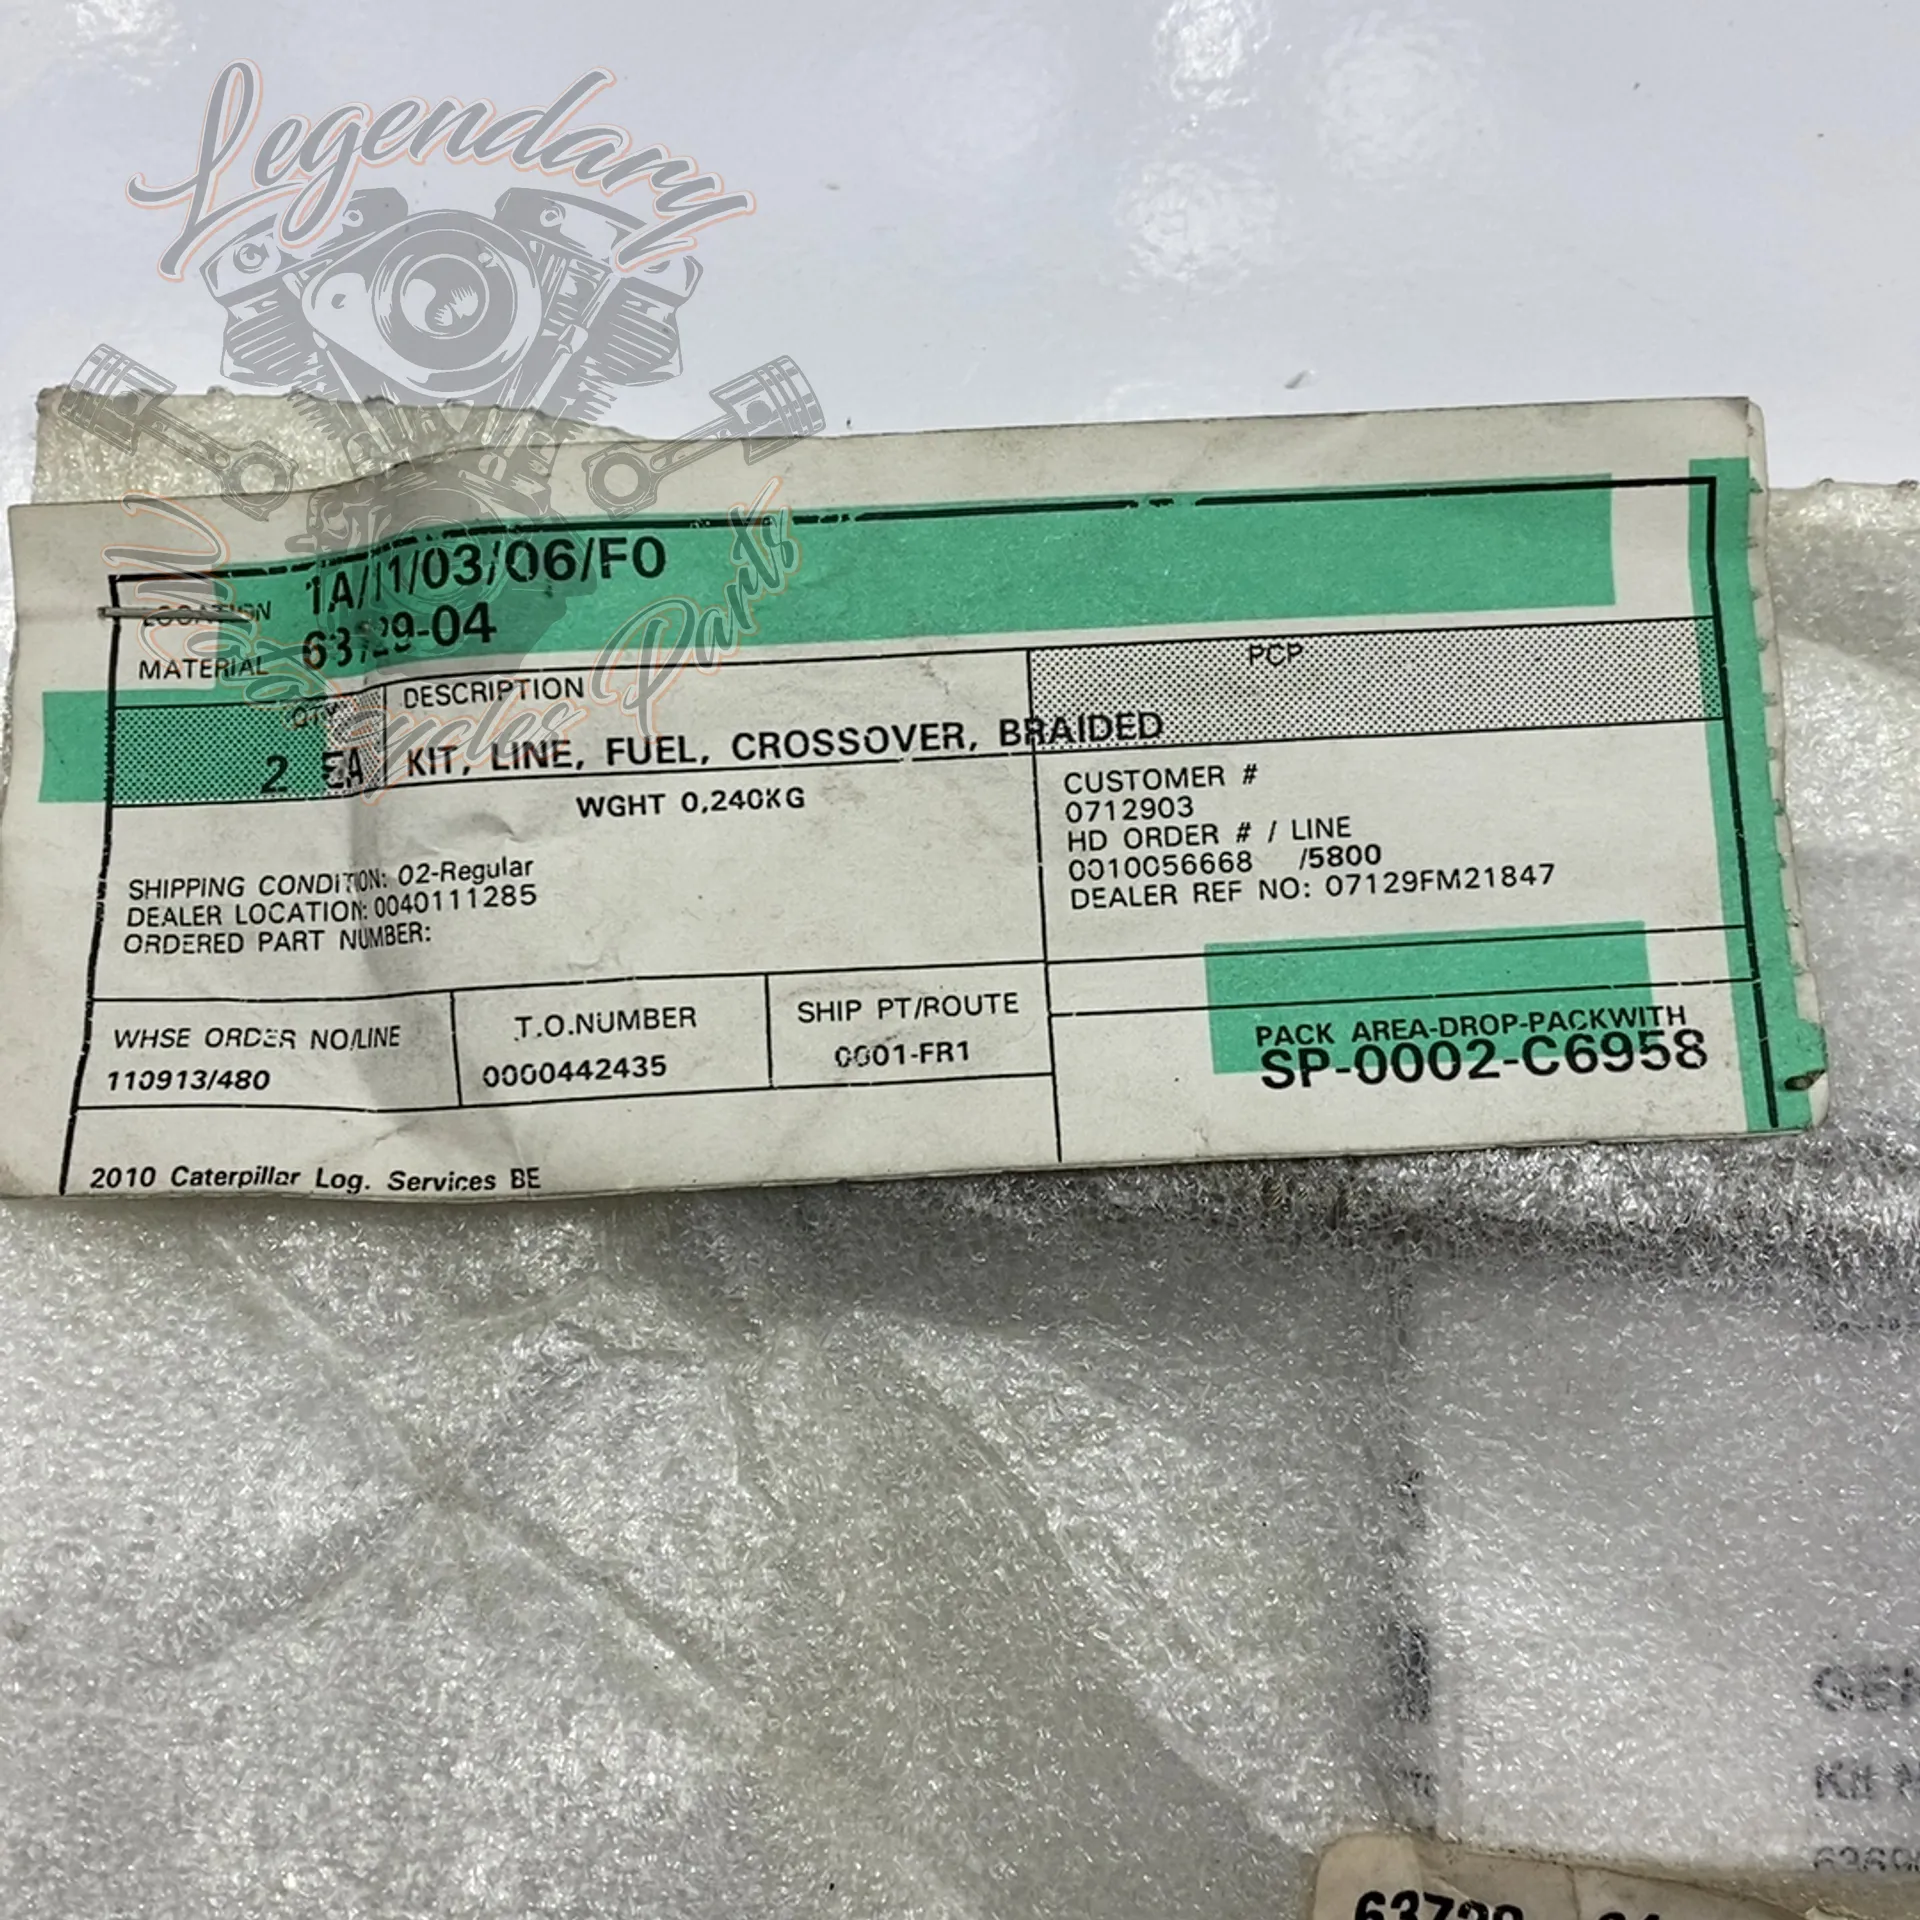 Legendary
Motorcycles Parts
LOCATION 1A/11/03/06/F0
MATERIAL 63729-04
QTY DESCRIPTION PCP
2 EA KIT, LINE, FUEL, CROSSOVER, BRAIDED
WGHT 0,240KG
CUSTOMER #
0712903
HD ORDER # / LINE
0010056668 /5800
DEALER REF NO: 07129FM21847
SHIPPING CONDITION: 02-Regular
DEALER LOCATION: 0040111285
ORDERED PART NUMBER:
WHSE ORDER NO/LINE T.O.NUMBER SHIP PT/ROUTE
110913/480 0000442435 0001-FR1
PACK AREA-DROP-PACKWITH
SP-0002-C6958
2010 Caterpillar Log. Services BE
Kit
63729